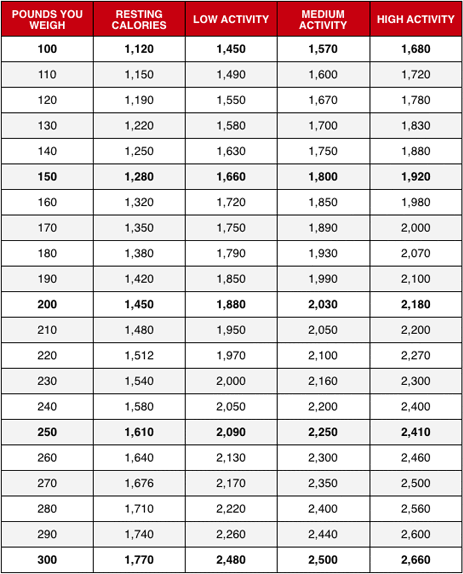 POUNDS YOU WEIGH RESTING CALORIES LOW ACTIVITY MEDIUM ACTIVITY HIGH ACTIVITY
100 1,120 1,450 1,570 1,680
110 1,150 1,490 1,600 1,720
120 1,190 1,550 1,670 1,780
130 1,220 1,580 1,700 1,830
140 1,250 1,630 1,750 1,880
150 1,280 1,660 1,800 1,920
160 1,320 1,720 1,850 1,980
170 1,350 1,750 1,890 2,000
180 1,380 1,790 1,930 2,070
190 1,420 1,850 1,990 2,100
200 1,450 1,880 2,030 2,180
210 1,480 1,950 2,050 2,200
220 1,512 1,970 2,100 2,270
230 1,540 2,000 2,160 2,300
240 1,580 2,050 2,200 2,400
250 1,610 2,090 2,250 2,410
260 1,640 2,130 2,300 2,460
270 1,676 2,170 2,350 2,500
280 1,710 2,220 2,400 2,560
290 1,740 2,260 2,440 2,600
300 1,770 2,480 2,500 2,660